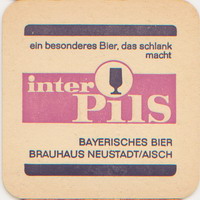 ein besonderes Bier, das schlank
macht
inter
Pils
BAYERISCHES BIER
BRAUHAUS NEUSTADT/AISCH